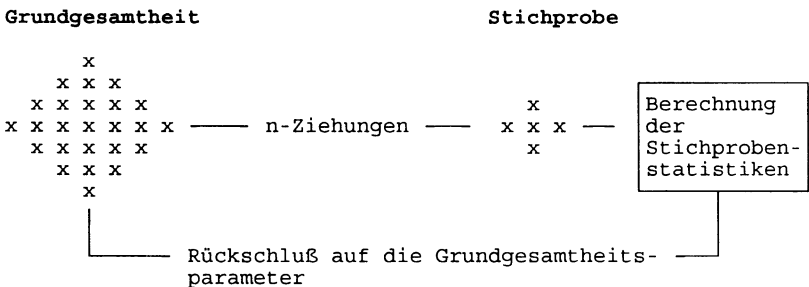 Grundgesamtheit Stichprobe
x
x x x
x x x x x x Berechnung
x x x x x x x n-Ziehungen x x x der
x x x x x x Stichproben-
x x x statistiken
x
Rückschluß auf die Grundgesamtheits-
parameter